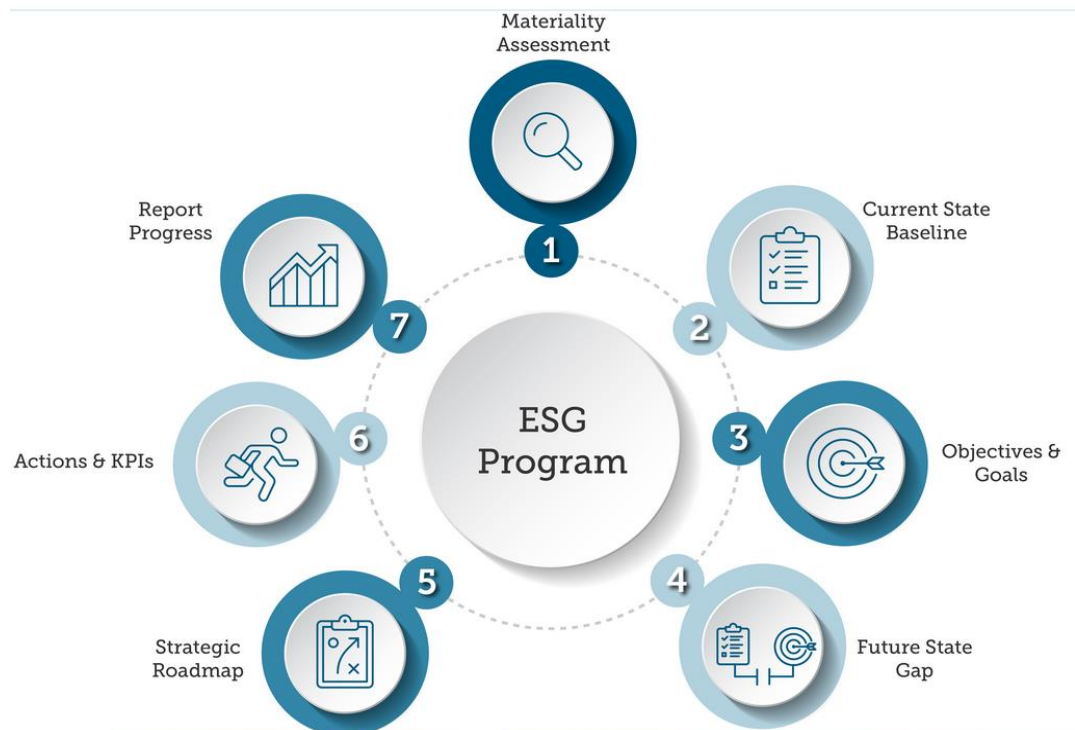 Materiality
Assessment
1
Current State
Baseline
2
Objectives &
Goals
3
Future State
Gap
4
Strategic
Roadmap
5
Actions & KPIs
6
Report
Progress
7
ESG
Program